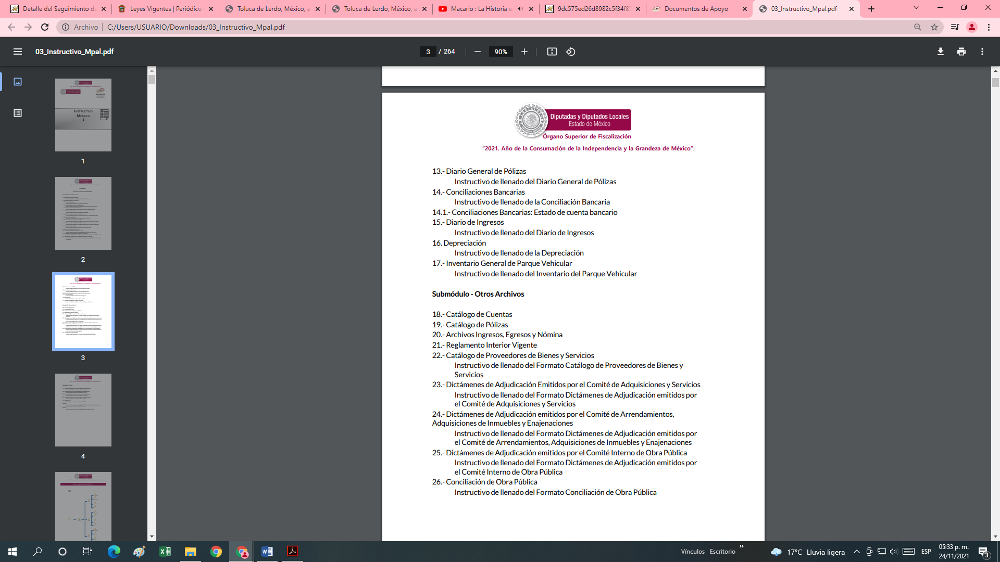 Detalle del Seguimiento de
Leyes Vigentes | Periódico
Toluca de Lerdo, México, a
Toluca de Lerdo, México, a
Macario : La Historia e
9dc575ed26d8982c5f34f8
Documentos de Apoyo
03_Instructivo_Mpal.pdf
Archivo
C:/Users/USUARIO/Downloads/03_Instructivo_Mpal.pdf
03_Instructivo_Mpal.pdf
3 / 264
90%
INSTRUCTIVO
MÓDULO
1
1
2
3
4
Diputadas y Diputados Locales
Estado de México
Órgano Superior de Fiscalización
"2021. Año de la Consumación de la Independencia y la Grandeza de México".
13.- Diario General de Pólizas
Instructivo de llenado del Diario General de Pólizas
14.- Conciliaciones Bancarias
Instructivo de llenado de la Conciliación Bancaria
14.1.- Conciliaciones Bancarias: Estado de cuenta bancario
15.- Diario de Ingresos
Instructivo de llenado del Diario de Ingresos
16. Depreciación
Instructivo de llenado de la Depreciación
17.- Inventario General de Parque Vehicular
Instructivo de llenado del Inventario del Parque Vehicular
Submódulo - Otros Archivos
18.- Catálogo de Cuentas
19.- Catálogo de Pólizas
20.- Archivos Ingresos, Egresos y Nómina
21.- Reglamento Interior Vigente
22.- Catálogo de Proveedores de Bienes y Servicios
Instructivo de llenado del Formato Catálogo de Proveedores de Bienes y
Servicios
23.- Dictámenes de Adjudicación Emitidos por el Comité de Adquisiciones y Servicios
Instructivo de llenado del Formato Dictámenes de Adjudicación emitidos por
el Comité de Adquisiciones y Servicios
24.- Dictámenes de Adjudicación emitidos por el Comité de Arrendamientos,
Adquisiciones de Inmuebles y Enajenaciones
Instructivo de llenado del Formato Dictámenes de Adjudicación emitidos por
el Comité de Arrendamientos, Adquisiciones de Inmuebles y Enajenaciones
25.- Dictámenes de Adjudicación emitidos por el Comité Interno de Obra Pública
Instructivo de llenado del Formato Dictámenes de Adjudicación emitidos por
el Comité Interno de Obra Pública
26.- Conciliación de Obra Pública
Instructivo de llenado del Formato Conciliación de Obra Pública
Vínculos Escritorio »
17°C Lluvia ligera
ESP
05:33 p. m.
24/11/2021
3